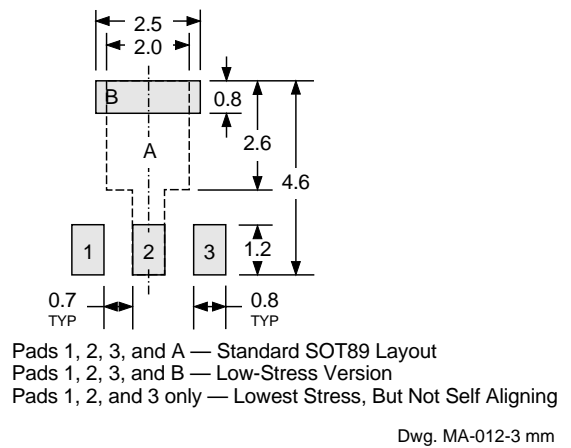 2.5
2.0
B
0.8
A
2.6
4.6
1
2
3
1.2
0.7
TYP
0.8
TYP
Pads 1, 2, 3, and A — Standard SOT89 Layout
Pads 1, 2, 3, and B — Low-Stress Version
Pads 1, 2, and 3 only — Lowest Stress, But Not Self Aligning
Dwg. MA-012-3 mm